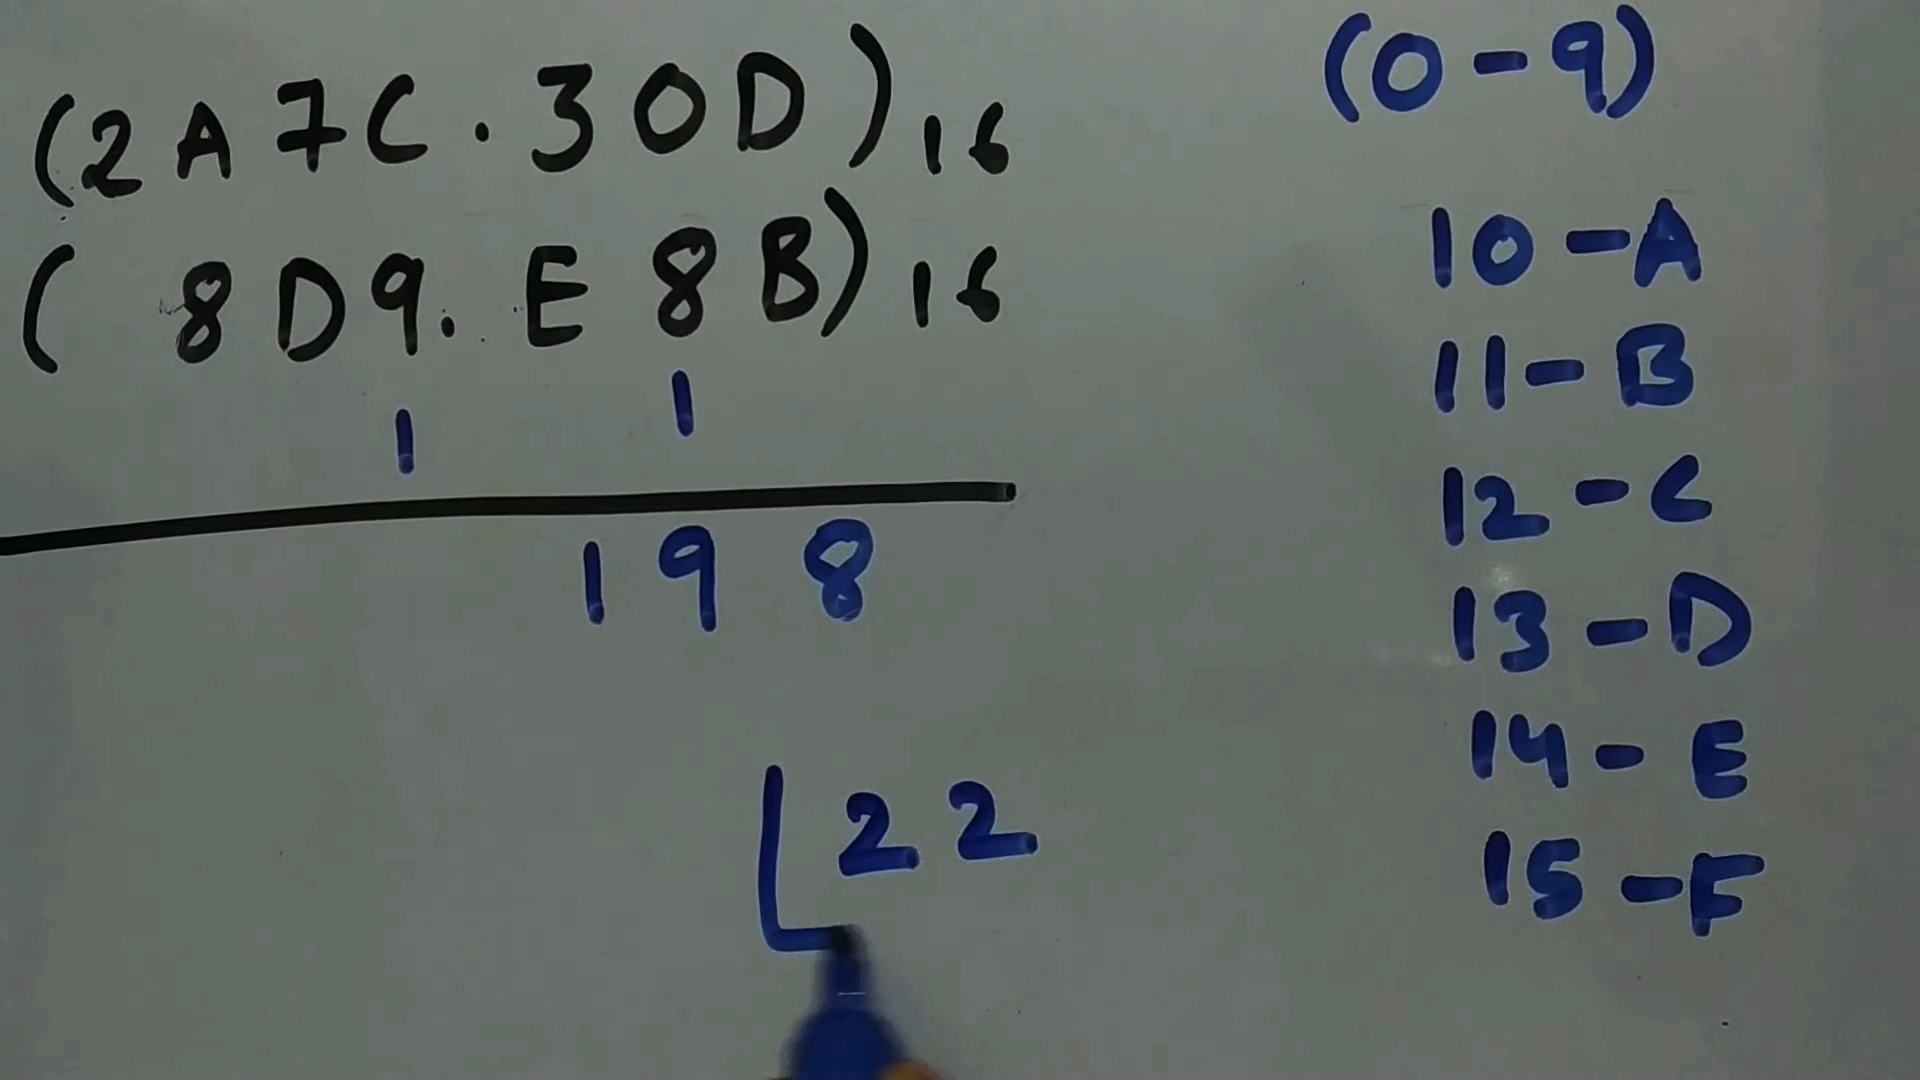 (2A7C.30D)16
(8D9.E8B)16
1 1
198
22
(0-9)
10-A
11-B
12-C
13-D
14-E
15-F